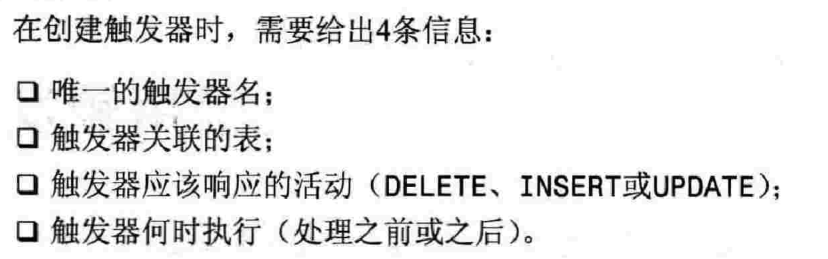 在创建触发器时，需要给出4条信息：
❑ 唯一的触发器名；
❑ 触发器关联的表；
❑ 触发器应该响应的活动（DELETE、INSERT或UPDATE）；
❑ 触发器何时执行（处理之前或之后）。